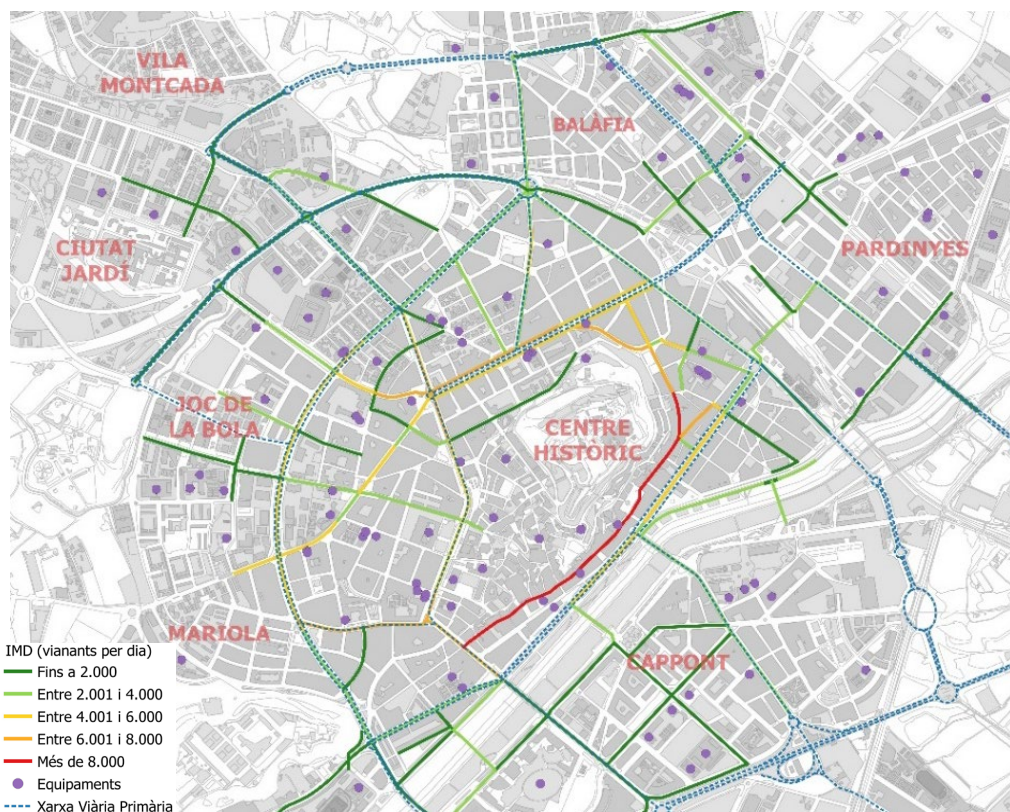 VILA
MONTCADA
BALÀFIA
CIUTAT
JARDÍ
PARDINYES
JOC DE
LA BOLA
CENTRE
HISTÒRIC
MARIOLA
CAPPONT
IMD (vianants per dia)
Fins a 2.000
Entre 2.001 i 4.000
Entre 4.001 i 6.000
Entre 6.001 i 8.000
Més de 8.000
Equipaments
Xarxa Viària Primària